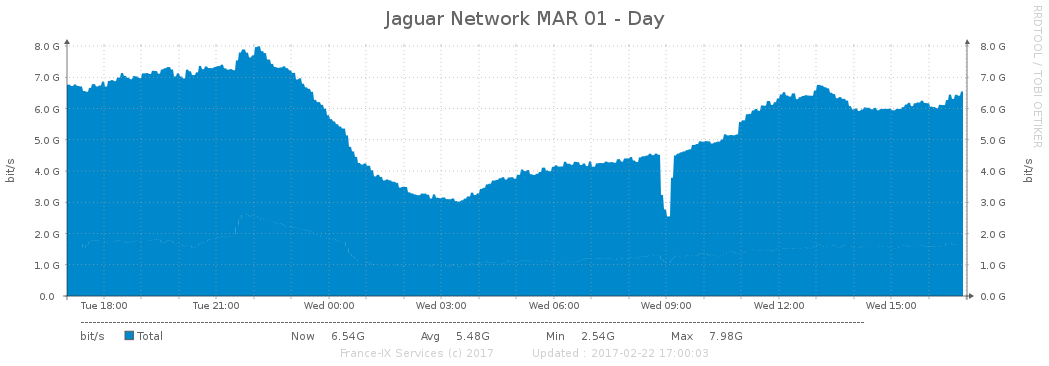 Jaguar Network MAR 01 - Day
RRDTOOL / TOBI OETIKER
8.0 G 8.0 G
7.0 G 7.0 G
6.0 G 6.0 G
5.0 G 5.0 G
4.0 G 4.0 G
3.0 G 3.0 G
2.0 G 2.0 G
1.0 G 1.0 G
0.0 0.0 G
bit/s
bit/s
Tue 18:00 Tue 21:00 Wed 00:00 Wed 03:00 Wed 06:00 Wed 09:00 Wed 12:00 Wed 15:00
bit/s Total Now 6.54G Avg 5.48G Min 2.54G Max 7.98G
France-IX Services (c) 2017 Updated : 2017-02-22 17:00:03